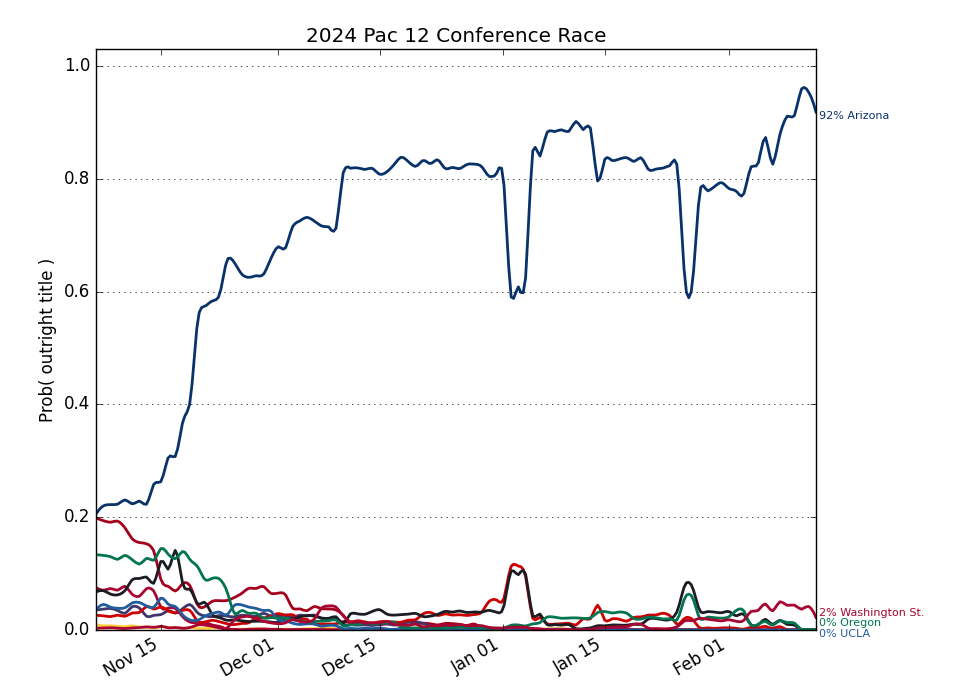 2024 Pac 12 Conference Race
Prob( outright title )
1.0
0.8
0.6
0.4
0.2
0.0
92% Arizona
2% Washington St.
0% Oregon
0% UCLA
Nov 15
Dec 01
Dec 15
Jan 01
Jan 15
Feb 01